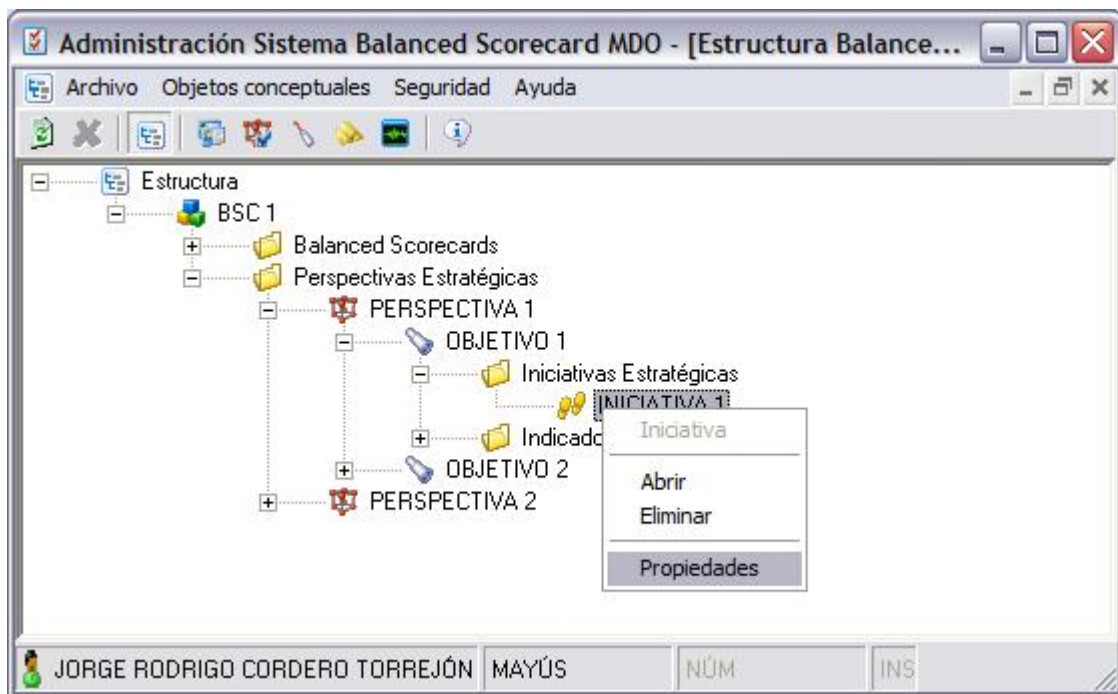 Administración Sistema Balanced Scorecard MDO - [Estructura Balance...
Archivo Objetos conceptuales Seguridad Ayuda
Estructura
BSC 1
Balanced Scorecards
Perspectivas Estratégicas
PERSPECTIVA 1
OBJETIVO 1
Iniciativas Estratégicas
INICIATIVA 1
Indicado
OBJETIVO 2
PERSPECTIVA 2
Iniciativa
Abrir
Eliminar
Propiedades
JORGE RODRIGO CORDERO TORREJÓN MAYÚS NÚM INS